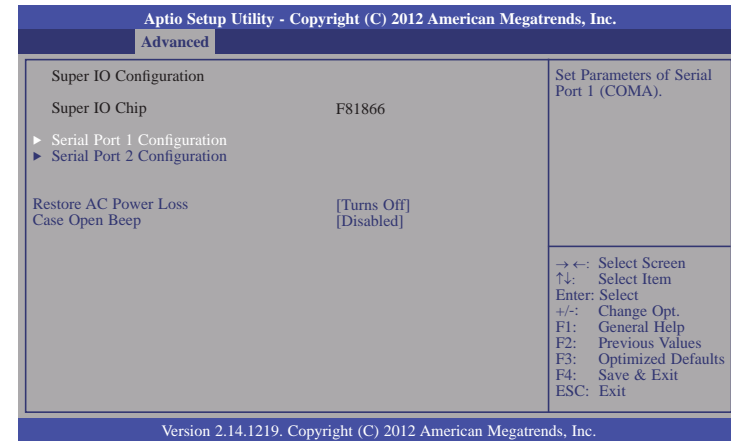 Aptio Setup Utility - Copyright (C) 2012 American Megatrends, Inc.
Advanced
Super IO Configuration
Super IO Chip F81866
► Serial Port 1 Configuration
► Serial Port 2 Configuration
Restore AC Power Loss [Turns Off]
Case Open Beep [Disabled]
Set Parameters of Serial
Port 1 (COMA).
→←: Select Screen
↑↓: Select Item
Enter: Select
+/-: Change Opt.
F1: General Help
F2: Previous Values
F3: Optimized Defaults
F4: Save & Exit
ESC: Exit
Version 2.14.1219. Copyright (C) 2012 American Megatrends, Inc.